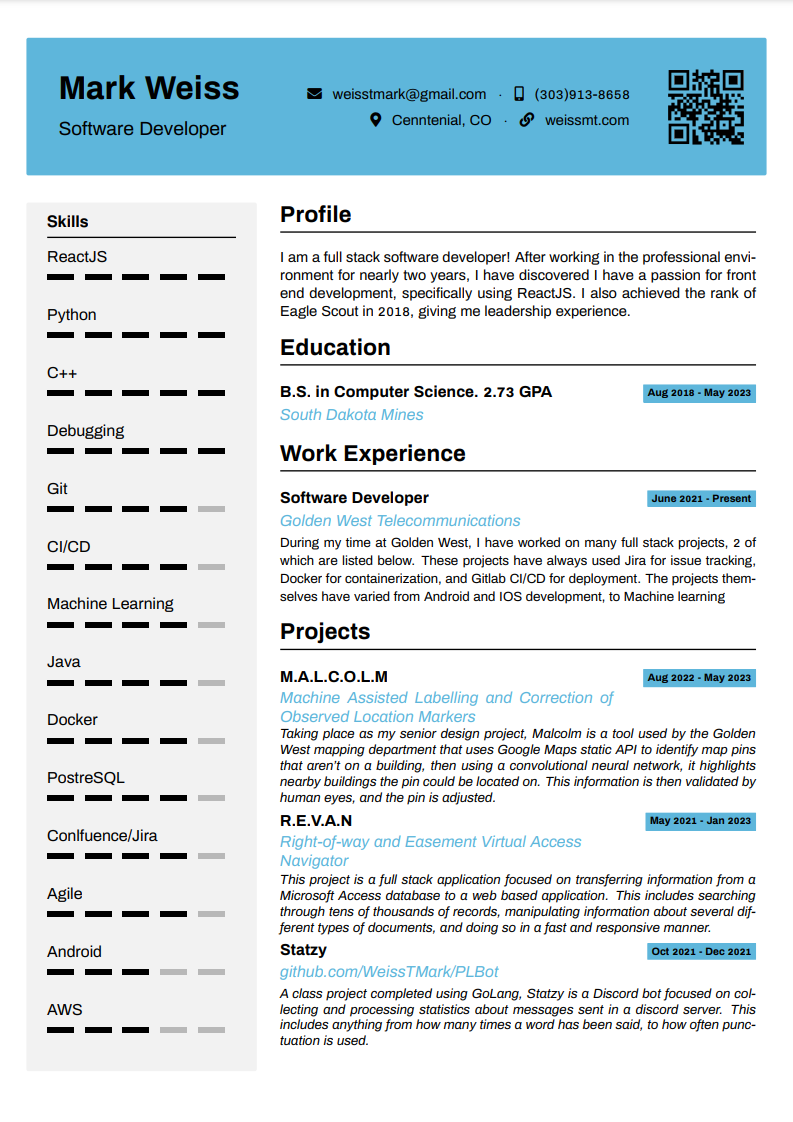 Mark Weiss
Software Developer
weisstmark@gmail.com · (303)913-8658
Cenntenial, CO · weissmt.com
Skills
ReactJS
Python
C++
Debugging
Git
CI/CD
Machine Learning
Java
Docker
PostreSQL
Conlfuence/Jira
Agile
Android
AWS
Profile
I am a full stack software developer! After working in the professional envi-
ronment for nearly two years, I have discovered I have a passion for front
end development, specifically using ReactJS. I also achieved the rank of
Eagle Scout in 2018, giving me leadership experience.
Education
B.S. in Computer Science. 2.73 GPA Aug 2018 - May 2023
South Dakota Mines
Work Experience
Software Developer June 2021 - Present
Golden West Telecommunications
During my time at Golden West, I have worked on many full stack projects, 2 of
which are listed below. These projects have always used Jira for issue tracking,
Docker for containerization, and Gitlab CI/CD for deployment. The projects them-
selves have varied from Android and IOS development, to Machine learning
Projects
M.A.L.C.O.L.M Aug 2022 - May 2023
Machine Assisted Labelling and Correction of
Observed Location Markers
Taking place as my senior design project, Malcolm is a tool used by the Golden
West mapping department that uses Google Maps static API to identify map pins
that aren't on a building, then using a convolutional neural network, it highlights
nearby buildings the pin could be located on. This information is then validated by
human eyes, and the pin is adjusted.
R.E.V.A.N May 2021 - Jan 2023
Right-of-way and Easement Virtual Access
Navigator
This project is a full stack application focused on transferring information from a
Microsoft Access database to a web based application. This includes searching
through tens of thousands of records, manipulating information about several dif-
ferent types of documents, and doing so in a fast and responsive manner.
Statzy Oct 2021 - Dec 2021
github.com/WeissTMark/PLBot
A class project completed using GoLang, Statzy is a Discord bot focused on col-
lecting and processing statistics about messages sent in a discord server. This
includes anything from how many times a word has been said, to how often punc-
tuation is used.